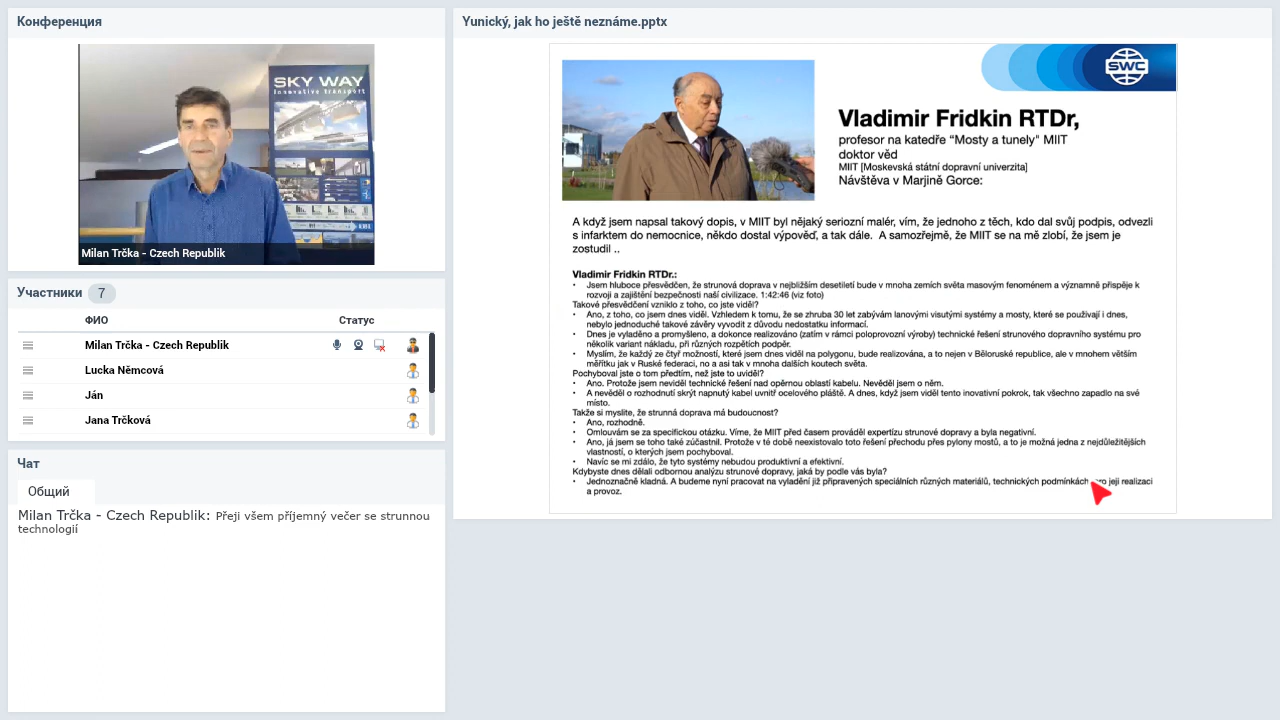 Конференция
SKY WAY
Innovative transport
Milan Trčka - Czech Republik
Участники 7
ФИО Статус
Milan Trčka - Czech Republik
Lucka Němcová
Ján
Jana Trčková
Чат
Общий
Milan Trčka - Czech Republik: Přeji všem příjemný večer se strunnou
technologií
Yunický, jak ho ještě neznáme.pptx
SWC
Vladimir Fridkin RTDr,
profesor na katedře “Mosty a tunely" MIIT
doktor věd
MIIT [Moskevská státní dopravní univerzita]
Návštěva v Marjině Gorce:
A když jsem napsal takový dopis, v MIIT byl nějaký seriozní malér, vím, že jednoho z těch, kdo dal svůj podpis, odvezli
s infarktem do nemocnice, někdo dostal výpověď, a tak dále. A samozřejmě, že MIIT se na mě zlobí, že jsem je
zostudil ..
Vladimir Fridkin RTDr.:
• Jsem hluboce přesvědčen, že strunová doprava v nejbližším desetiletí bude v mnoha zemích světa masovým fenoménem a významně přispěje k
rozvoji a zajištění bezpečnosti naší civilizace. 1:42:46 (viz foto)
Takové přesvědčení vzniklo z toho, co jste viděl?
• Ano, z toho, co jsem dnes viděl. Vzhledem k tomu, že se zhruba 30 let zabývám lanovými visutými systémy a mosty, které se používají i dnes,
nebylo jednoduché takové závěry vyvodit z důvodu nedostatku informací.
• Dnes je vyladěno a promyšleno, a dokonce realizováno (zatím v rámci poloprovozní výroby) technické řešení strunového dopravního systému pro
několik variant nákladu, při různých rozpětích podpěr.
• Myslím, že každý ze čtyř možností, které jsem dnes viděl na polygonu, bude realizována, a to nejen v Běloruské republice, ale v mnohem větším
měřítku jak v Ruské federaci, no a asi tak v mnoha dalších koutech světa.
Pochyboval jste o tom předtím, než jste to uviděl?
• Ano. Protože jsem neviděl technické řešení nad opěrnou oblastí kabelu. Nevěděl jsem o něm.
• A nevěděl o rozhodnutí skrýt napnutý kabel uvnitř ocelového pláště. A dnes, když jsem viděl tento inovativní pokrok, tak všechno zapadlo na své
místo.
Takže si myslíte, že strunná doprava má budoucnost?
• Ano, rozhodně.
• Omlouvám se za specifickou otázku. Víme, že MIIT před časem prováděl expertízu strunové dopravy a byla negativní.
• Ano, já jsem se toho také zúčastnil. Protože v té době neexistovalo toto řešení přechodu přes pylony mostů, a to je možná jedna z nejdůležitějších
vlastností, o kterých jsem pochyboval.
• Navíc se mi zdálo, že tyto systémy nebudou produktivní a efektivní.
Kdybyste dnes dělali odbornou analýzu strunové dopravy, jaká by podle vás byla?
• Jednoznačně kladná. A budeme nyní pracovat na vyladění již připravených speciálních různých materiálů, technických podmínkách pro její realizaci
a provoz.